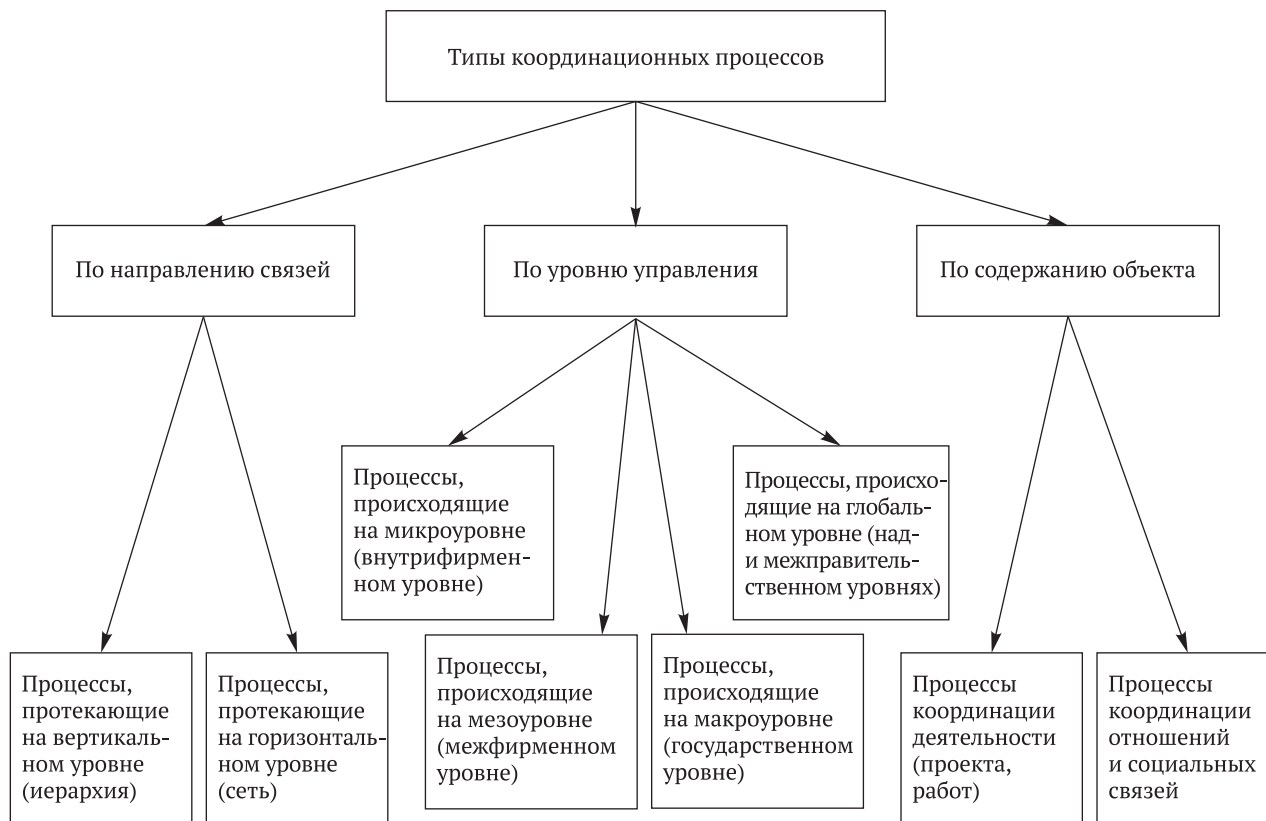 Типы координационных процессов
По направлению связей
По уровню управления
По содержанию объекта
Процессы,
происходящие
на микроуровне
(внутрифирмен-
ном уровне)
Процессы, происхо-
дящие на глобаль-
ном уровне (над-
и межправитель-
ственном уровнях)
Процессы,
протекающие
на вертикаль-
ном уровне
(иерархия)
Процессы,
протекающие
на горизонталь-
ном уровне
(сеть)
Процессы,
происходящие
на мезоуровне
(межфирменном
уровне)
Процессы,
происходящие
на макроуровне
(государственном
уровне)
Процессы
координации
деятельности
(проекта,
работ)
Процессы
координации
отношений
и социальных
связей